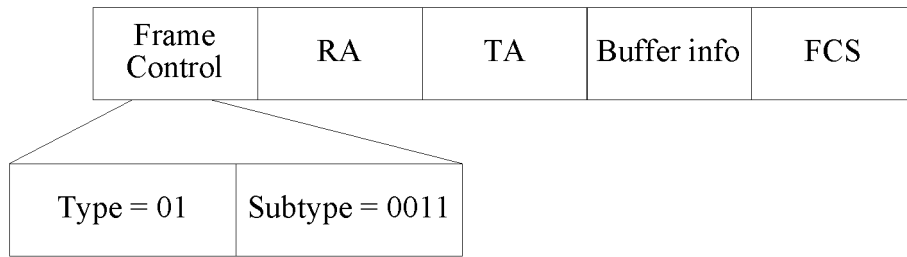 Frame
Control
RA
TA
Buffer info
FCS
Type = 01
Subtype = 0011